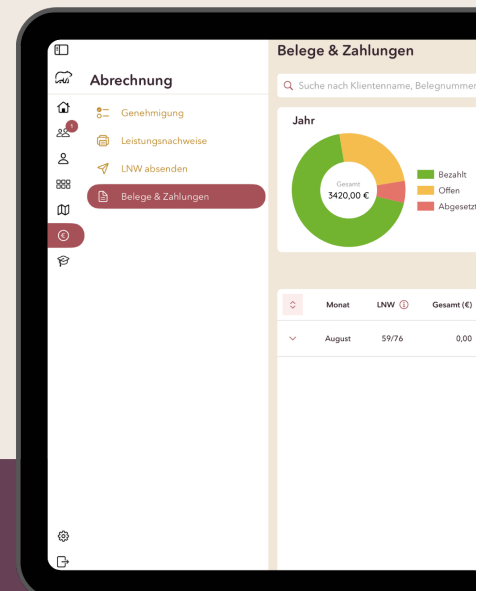 Belege & Zahlungen
Abrechnung
Suche nach Klientenname, Belegnummer
Genehmigung
Leistungsnachweise
LNW absenden
Belege & Zahlungen
1
€
Jahr
Gesamt
3420,00 €
Bezahlt
Offen
Abgesetzt
Monat LNW Gesamt (€)
August 59/76 0,00